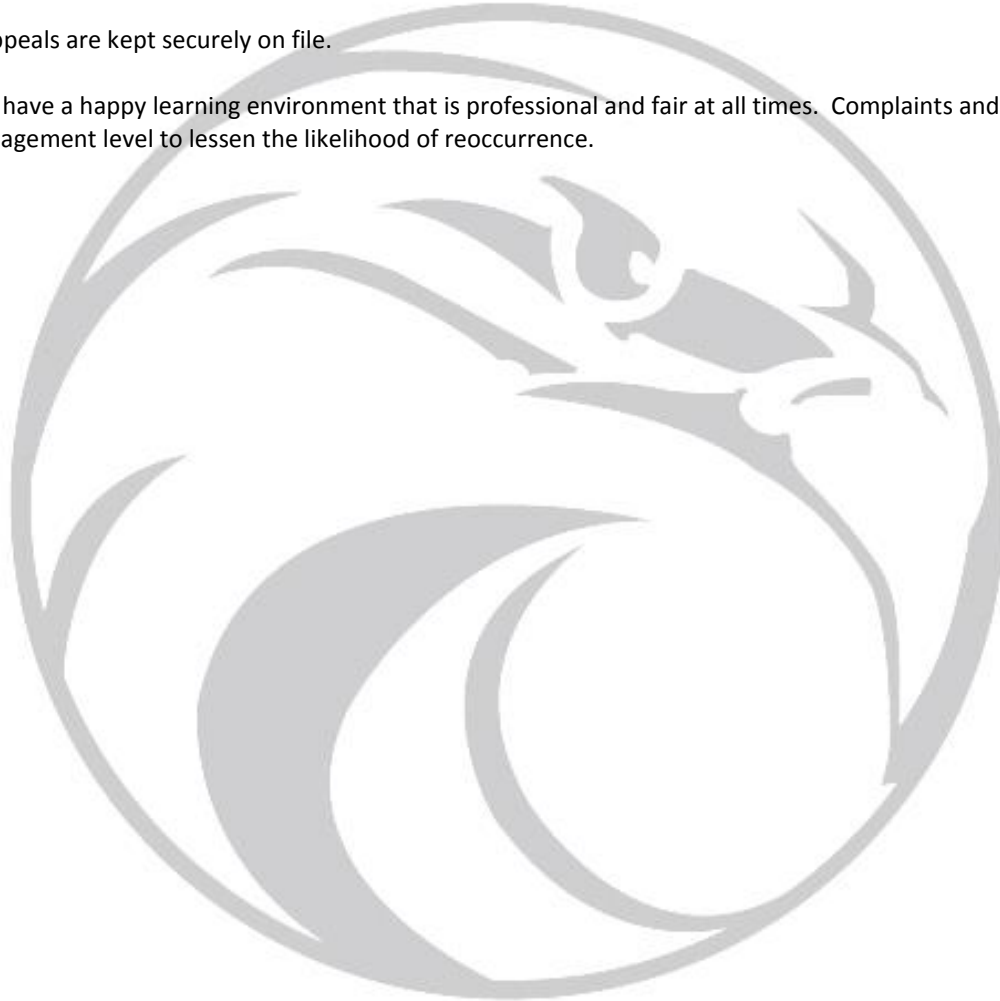 ppeals are kept securely on file.
have a happy learning environment that is professional and fair at all times.  Complaints and
agement level to lessen the likelihood of reoccurrence.